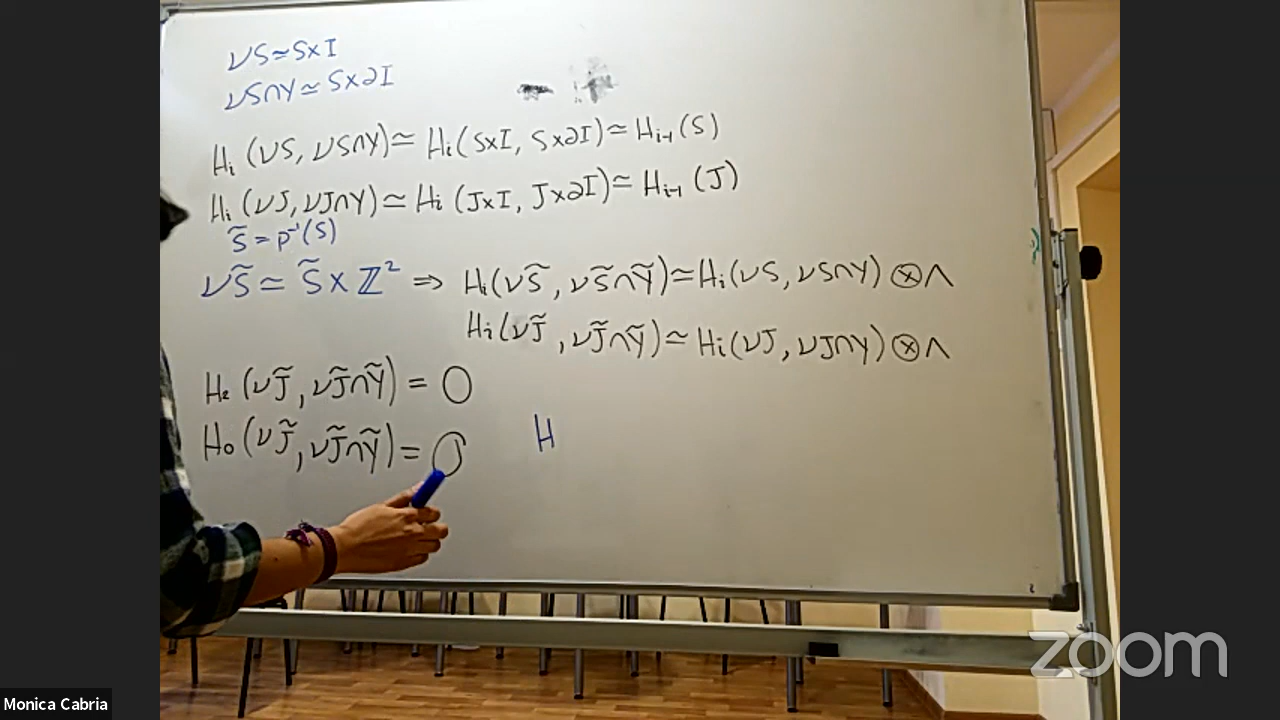 νS≃S×I
νS∩Y≃S×∂I
Hᵢ(νS, νS∩Y)≃Hᵢ(S×I, S×∂I)≃Hᵢ₋₁(S)
Hᵢ(νJ, νJ∩Y)≃Hᵢ(J×I, J×∂I)≃Hᵢ₋₁(J)
S̃=p⁻¹(S)
νS̃≃S̃×ℤ² ⇒ Hᵢ(νS̃, νS̃∩Ỹ)≃Hᵢ(νS, νS∩Y)⊗Λ
Hᵢ(νJ̃, νJ̃∩Ỹ)≃Hᵢ(νJ, νJ∩Y)⊗Λ
H₂(νJ̃, νJ̃∩Ỹ)=0
H₀(νJ̃, νJ̃∩Ỹ)=0 H
Monica Cabria
zoom